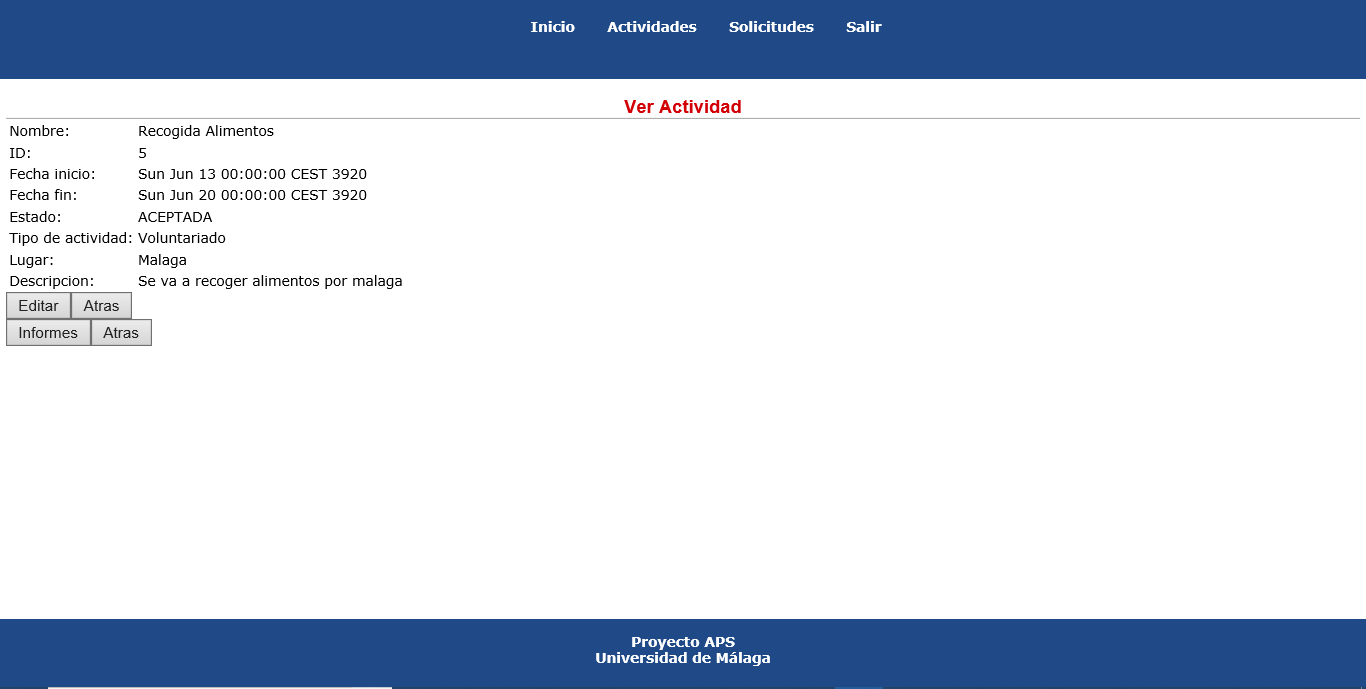 Inicio Actividades Solicitudes Salir
Ver Actividad
Nombre: Recogida Alimentos
ID: 5
Fecha inicio: Sun Jun 13 00:00:00 CEST 3920
Fecha fin: Sun Jun 20 00:00:00 CEST 3920
Estado: ACEPTADA
Tipo de actividad: Voluntariado
Lugar: Malaga
Descripcion: Se va a recoger alimentos por malaga
Editar Atras
Informes Atras
Proyecto APS
Universidad de Málaga